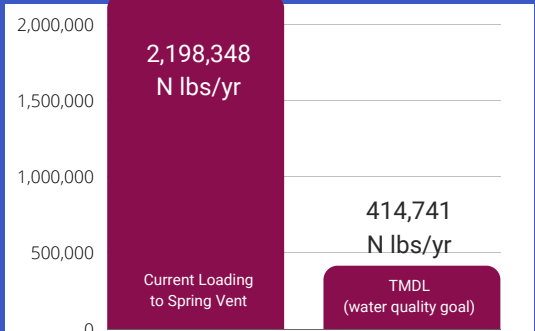 2,000,000
1,500,000
1,000,000
500,000
0
2,198,348
N lbs/yr
Current Loading
to Spring Vent
414,741
N lbs/yr
TMDL
(water quality goal)